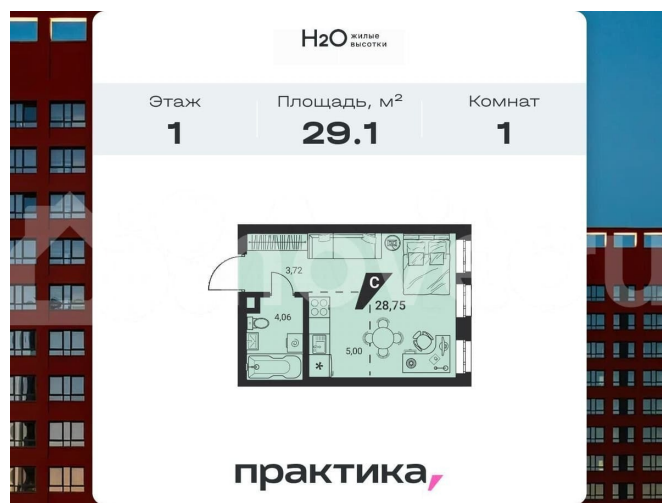 H2O жилые высотки
Этаж
Площадь, м²
Комнат
1
29.1
1
3,72
С
28,75
4,06
5,00
*
практика,